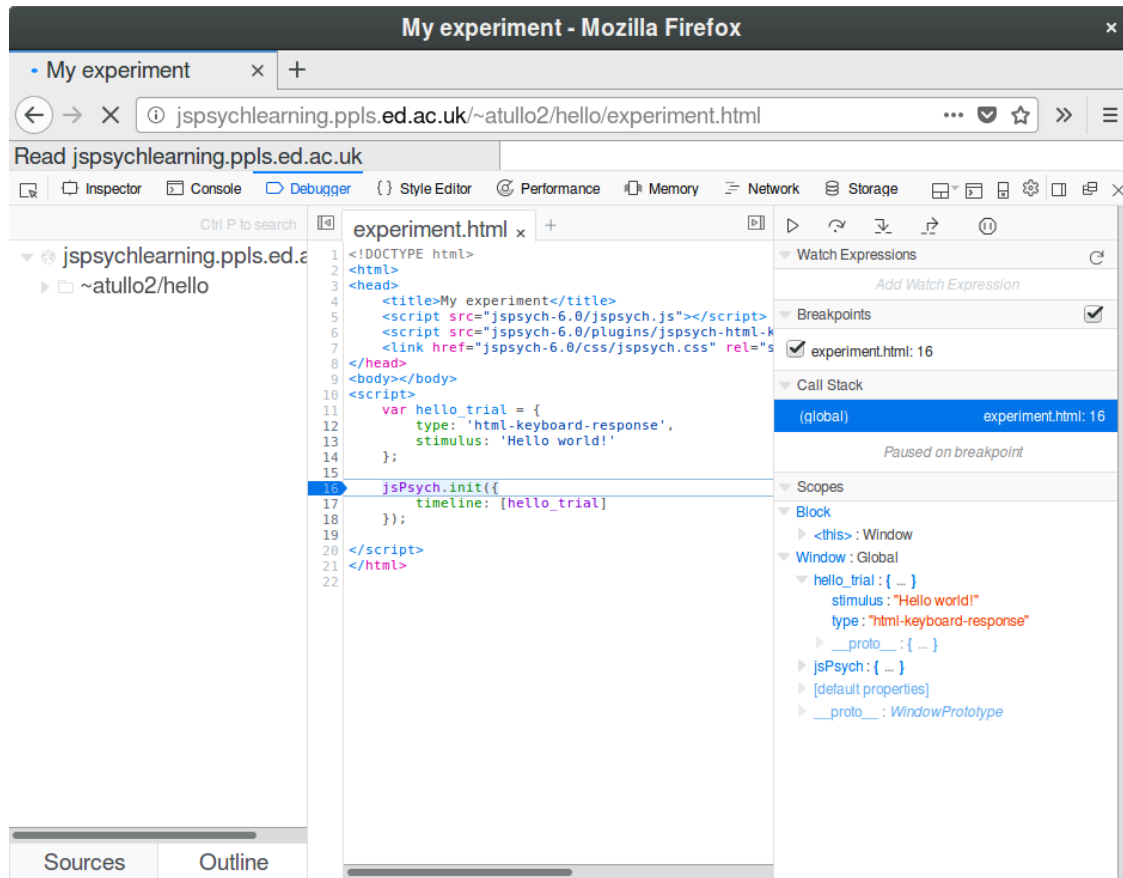 My experiment - Mozilla Firefox ×
• My experiment × +
jspsychlearning.ppls.ed.ac.uk/~atullo2/hello/experiment.html ••• » ≡
Read jspsychlearning.ppls.ed.ac.uk
Inspector Console Debugger { } Style Editor Performance Memory Network Storage
Ctrl P to search
jspsychlearning.ppls.ed.a
~atullo2/hello
Sources Outline
experiment.html × +
1 <!DOCTYPE html>
2 <html>
3 <head>
4 <title>My experiment</title>
5 <script src="jspsych-6.0/jspsych.js"></script>
6 <script src="jspsych-6.0/plugins/jspsych-html-k
7 <link href="jspsych-6.0/css/jspsych.css" rel="s
8 </head>
9 <body></body>
10 <script>
11 var hello_trial = {
12 type: 'html-keyboard-response',
13 stimulus: 'Hello world!'
14 };
15
16 jsPsych.init({
17 timeline: [hello_trial]
18 });
19
20 </script>
21 </html>
22
Watch Expressions
Add Watch Expression
Breakpoints
experiment.html: 16
Call Stack
(global) experiment.html: 16
Paused on breakpoint
Scopes
Block
<this> : Window
Window : Global
hello_trial : { … }
stimulus : "Hello world!"
type : "html-keyboard-response"
__proto__ : { … }
jsPsych : { … }
[default properties]
__proto__ : WindowPrototype